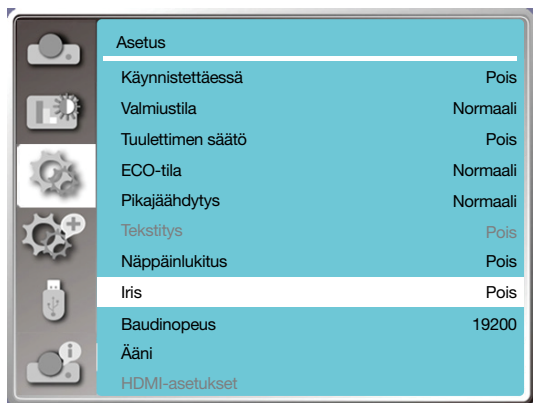 Asetus
Käynnistettäessä Pois
Valmiustila Normaali
Tuulettimen säätö Pois
ECO-tila Normaali
Pikajäähdytys Normaali
Tekstitys Pois
Näppäinlukitus Pois
Iris Pois
Baudinopeus 19200
Ääni
HDMI-asetukset